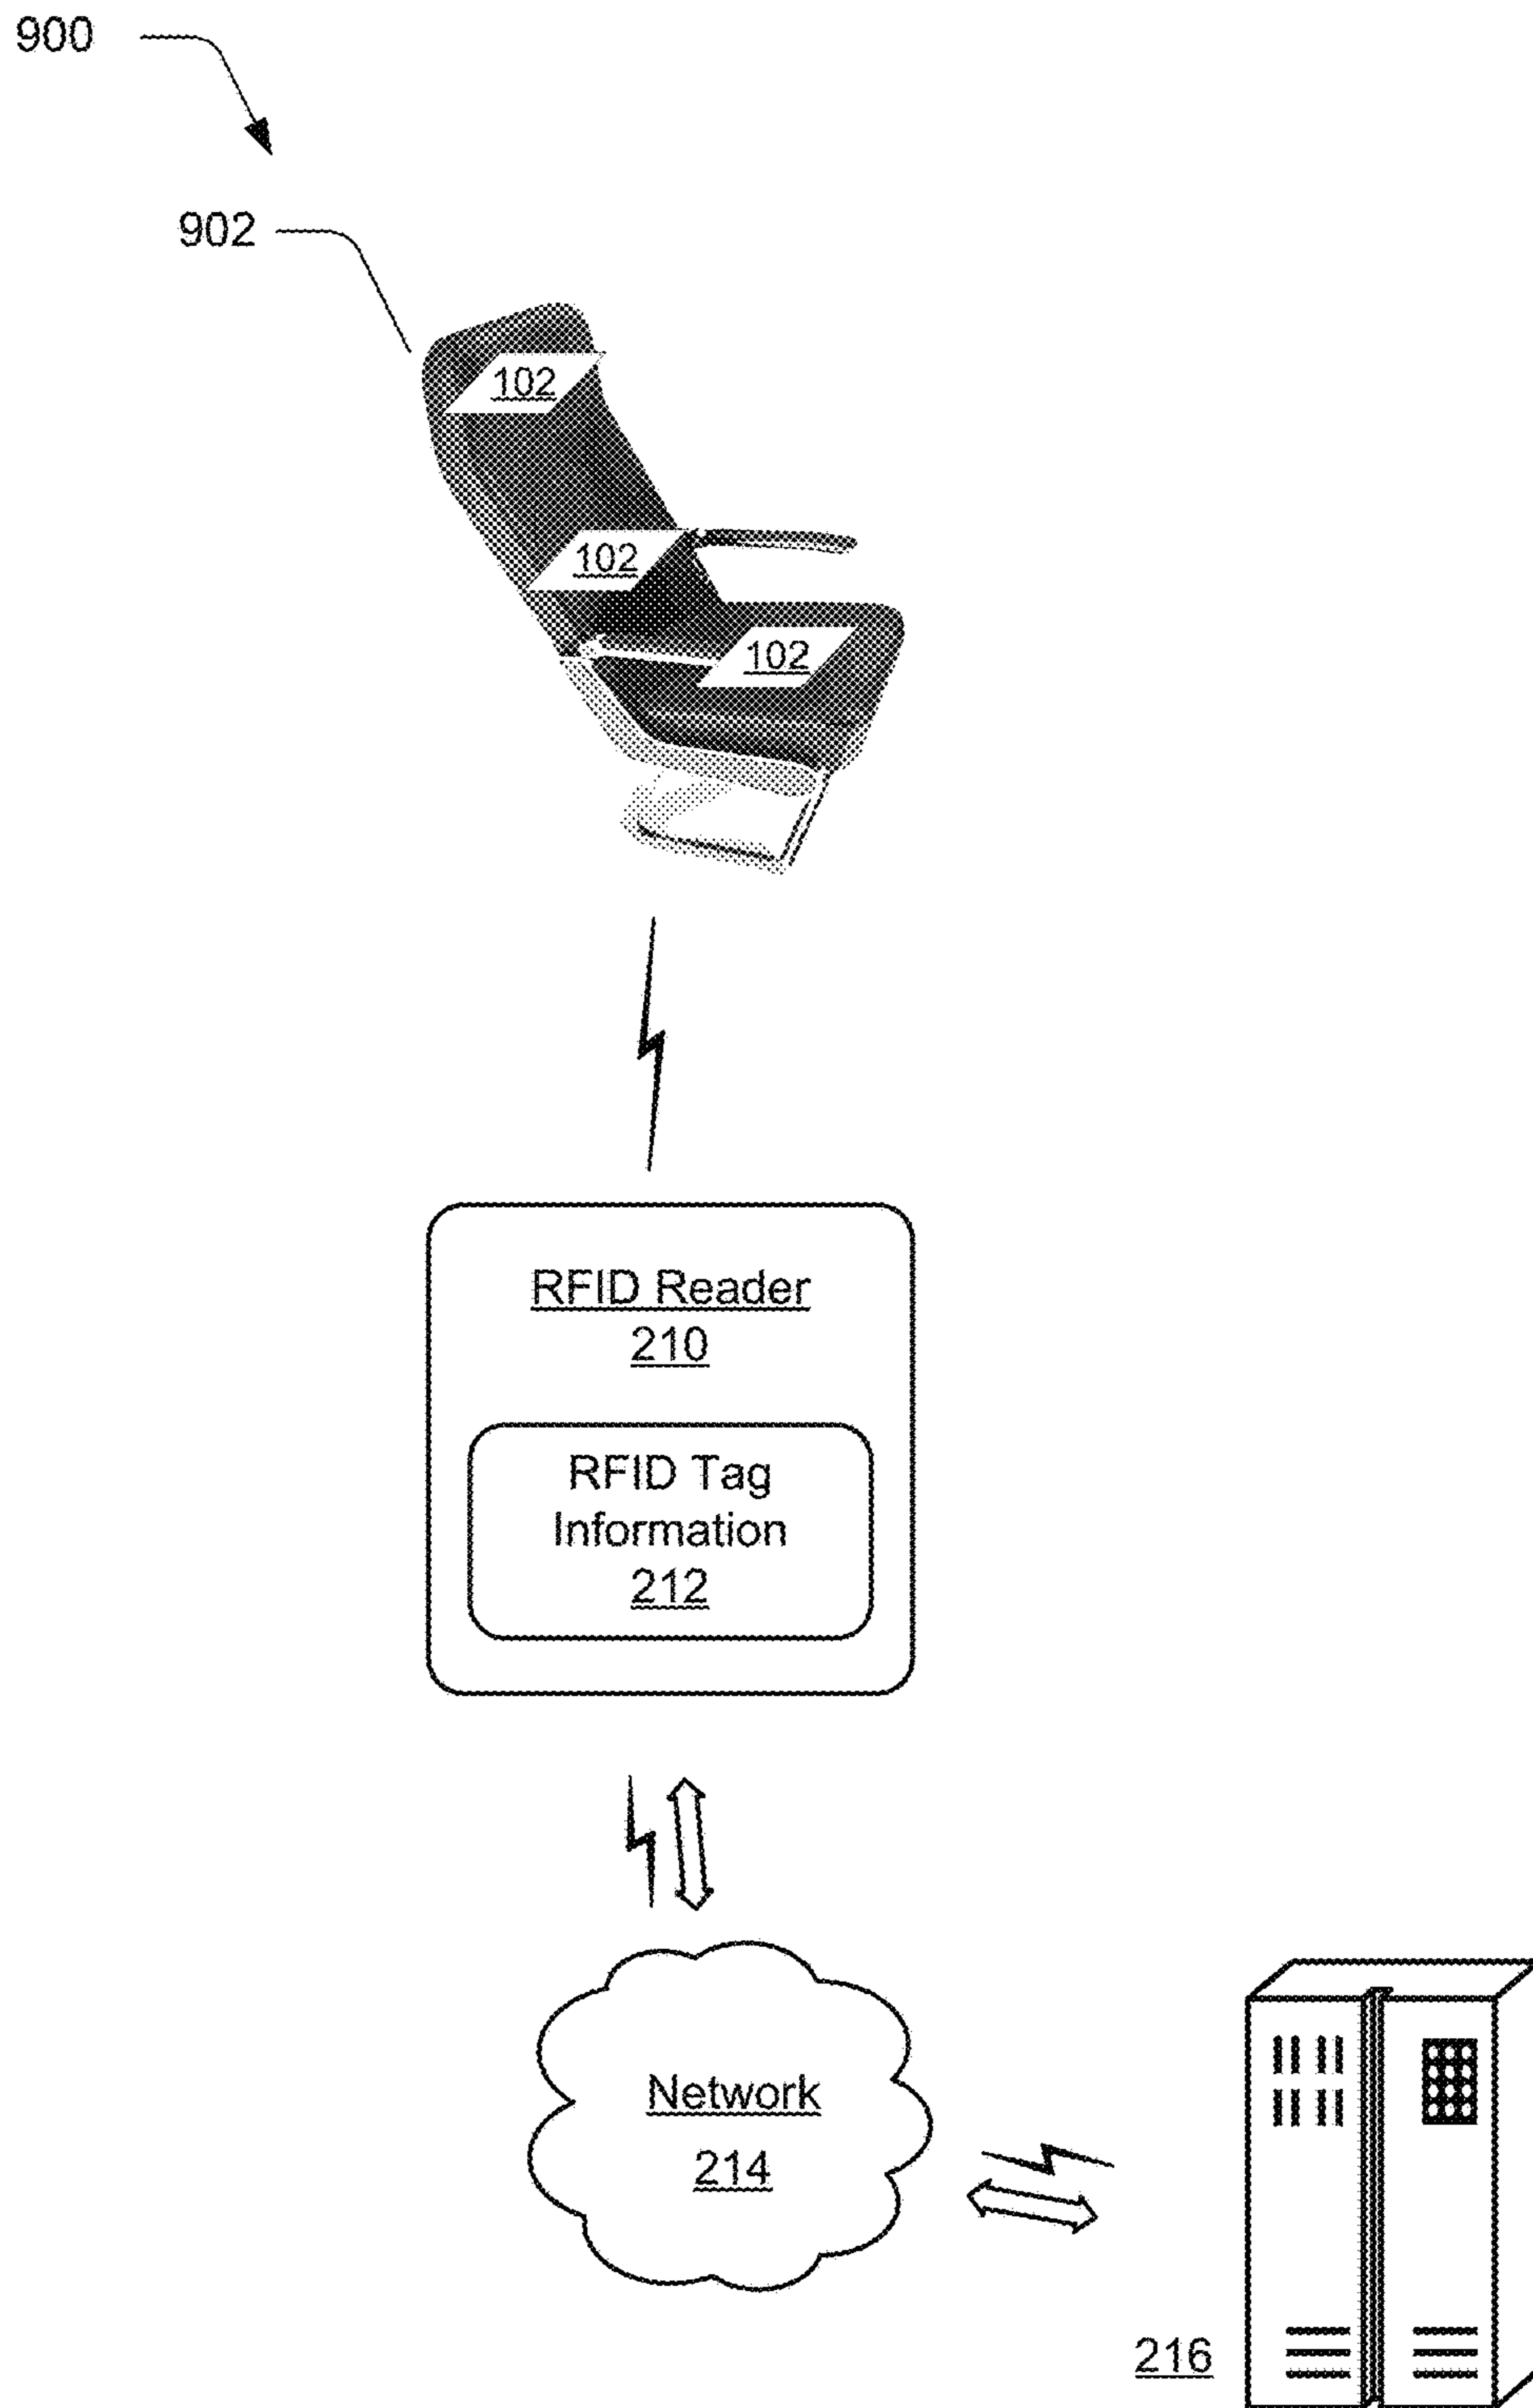 900
902
102
102
102
RFID Reader
210
RFID Tag
Information
212
Network
214
216